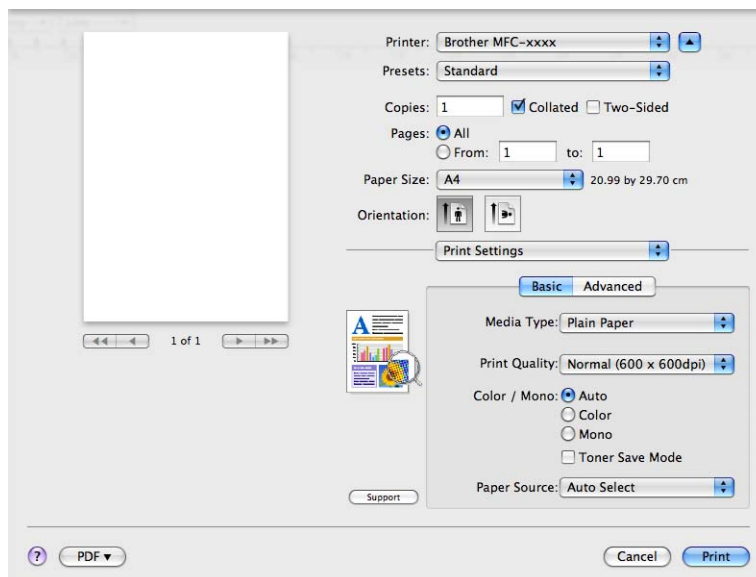 Printer: Brother MFC-xxxx
Presets: Standard
Copies: 1 Collated Two-Sided
Pages: All
From: 1 to: 1
Paper Size: A4 20.99 by 29.70 cm
Orientation:
Print Settings
Basic Advanced
Media Type: Plain Paper
1 of 1
Print Quality: Normal (600 x 600dpi)
Color / Mono: Auto
Color
Mono
Toner Save Mode
Paper Source: Auto Select
Support
? PDF ▼ Cancel Print